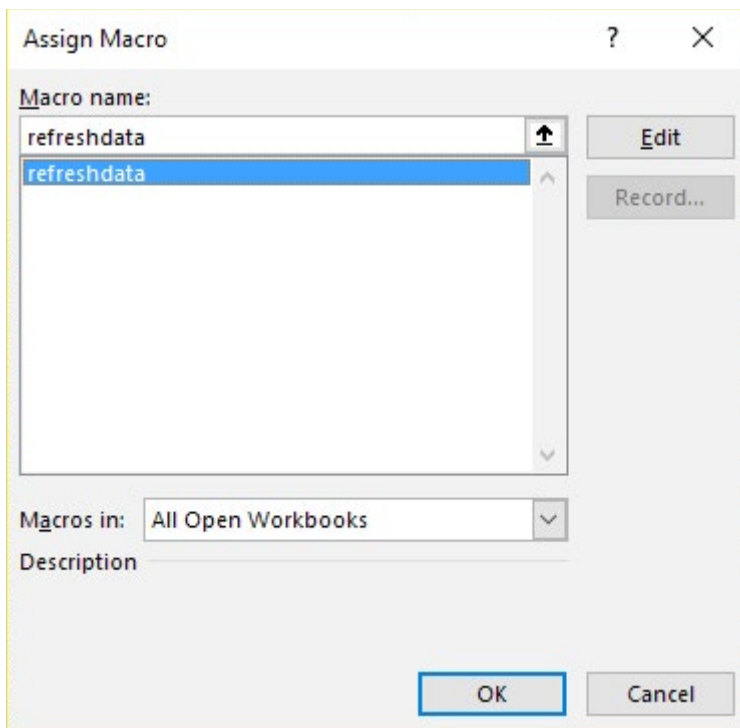 Assign Macro ?
Macro name:
refreshdata
Edit
refreshdata
Record...
Macros in: All Open Workbooks
Description
OK Cancel